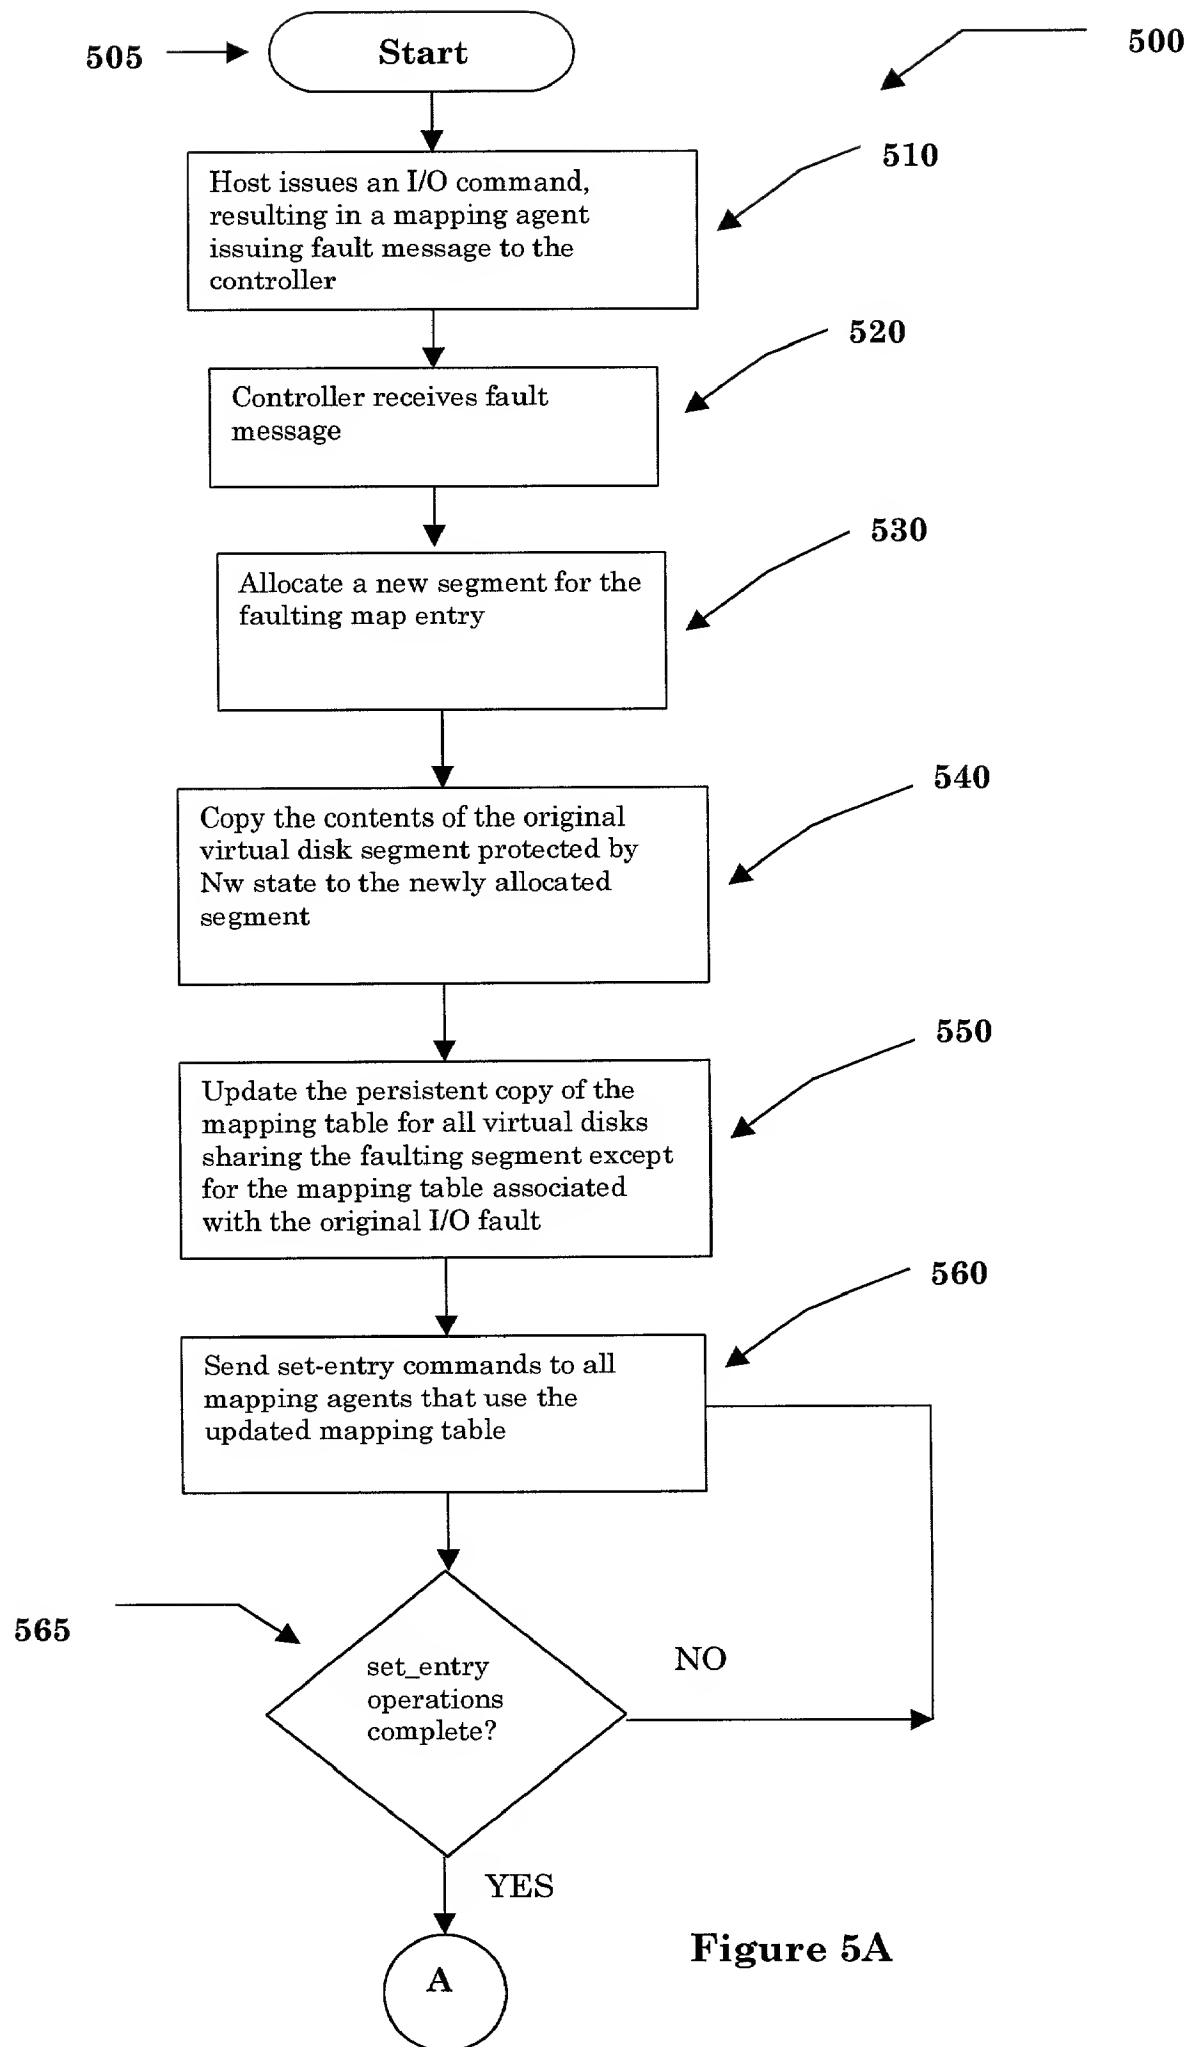 505
Start
500
510
Host issues an I/O command,
resulting in a mapping agent
issuing fault message to the
controller
520
Controller receives fault
message
530
Allocate a new segment for the
faulting map entry
540
Copy the contents of the original
virtual disk segment protected by
Nw state to the newly allocated
segment
550
Update the persistent copy of the
mapping table for all virtual disks
sharing the faulting segment except
for the mapping table associated
with the original I/O fault
560
Send set-entry commands to all
mapping agents that use the
updated mapping table
565
set_entry
operations
complete?
NO
YES
A
Figure 5A